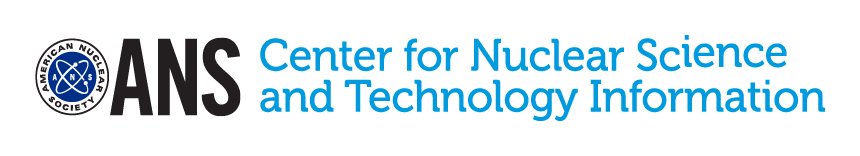 AMERICAN NUCLEAR SOCIETY
A N S
ANS
Center for Nuclear Science
and Technology Information